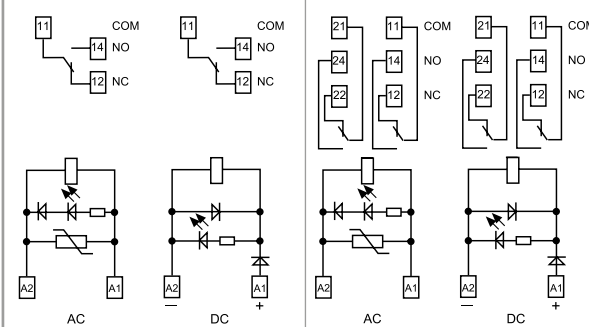 11 COM 11 COM 21 11 COM 21 11 COM
14 NO 14 NO 24 14 NO 24 14 NO
12 NC 12 NC 22 12 NC 22 12 NC
A2 A1 A2 A1 A2 A1 A2 A1
— + — +
AC DC AC DC